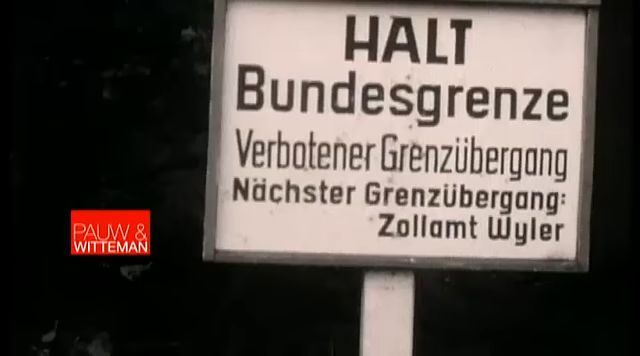 HALT
Bundesgrenze
Verbotener Grenzübergang
Nächster Grenzübergang:
Zollamt Wyler
PAUW &
WITTEMAN